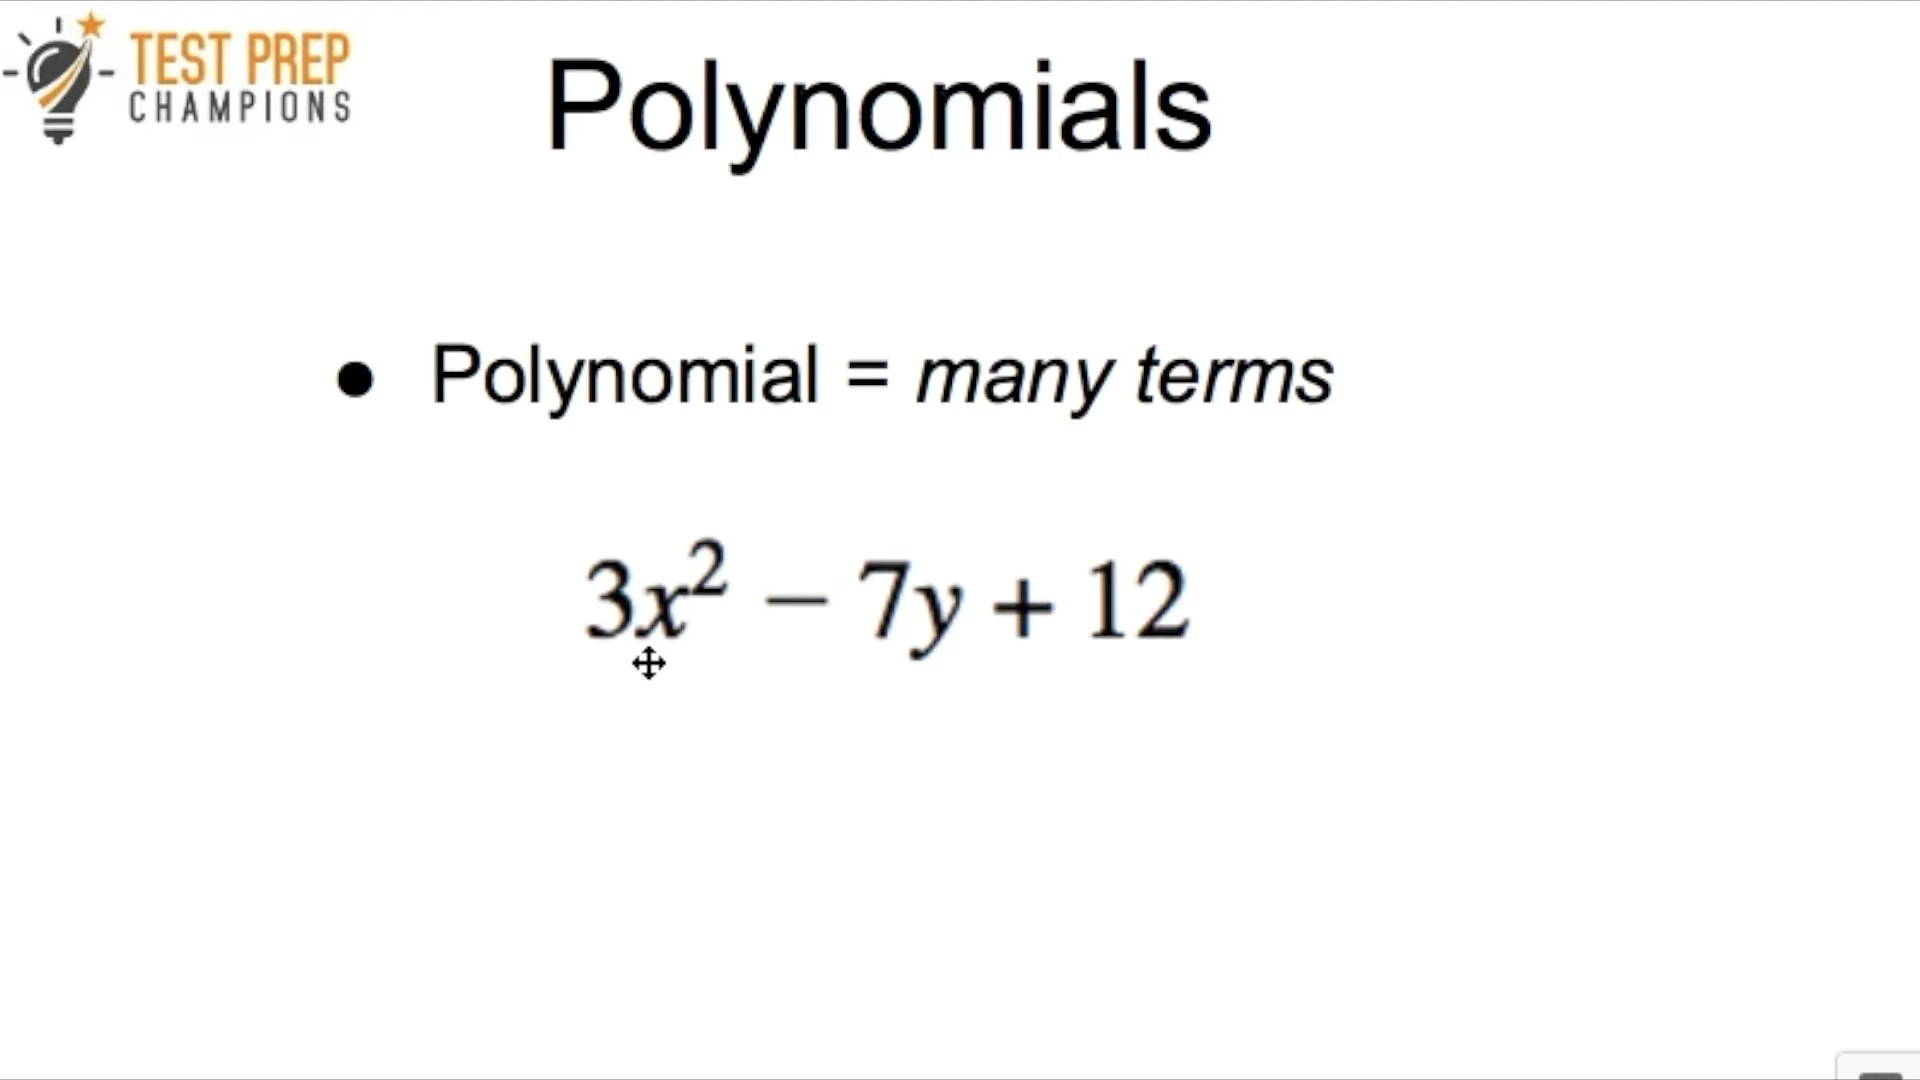 TEST PREP
CHAMPIONS
Polynomials
● Polynomial = many terms
3x² − 7y + 12